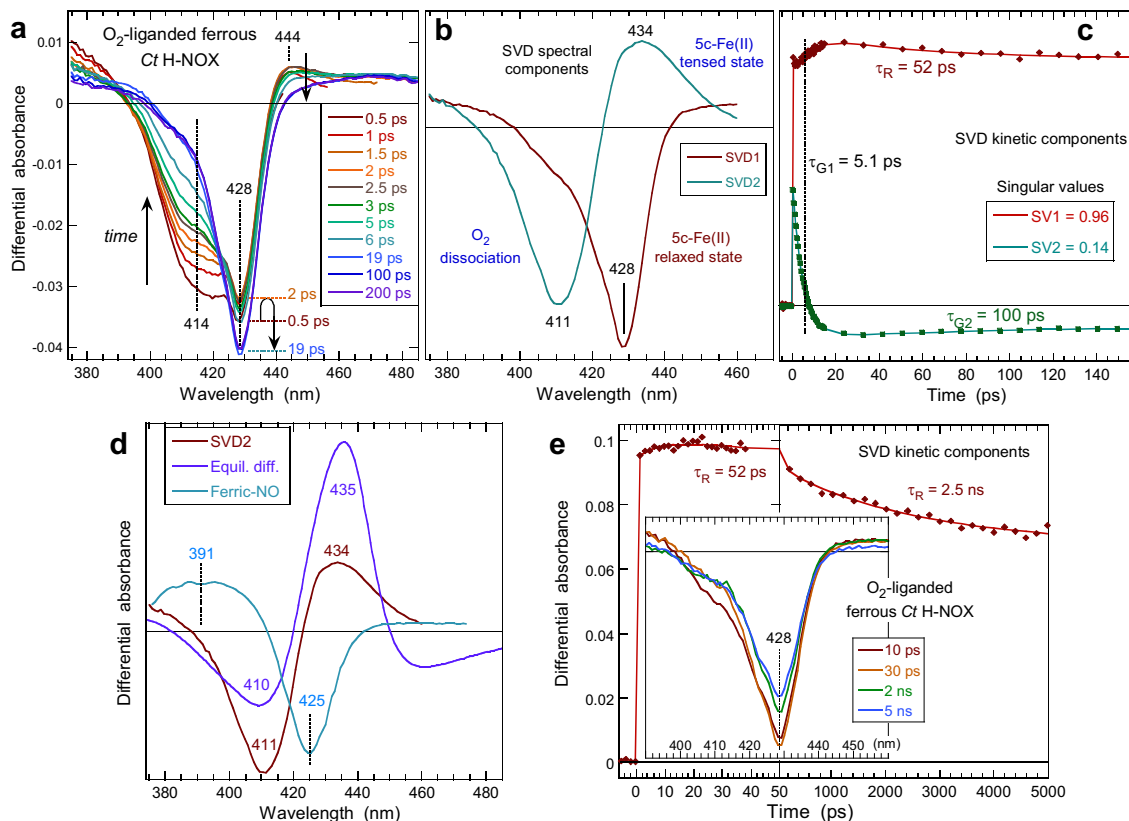 a
O2-liganded ferrous
Ct H-NOX
444
0.010
0
-0.01
-0.02
-0.03
-0.04
Differential absorbance
time
414
428
0.5 ps
1 ps
1.5 ps
2 ps
2.5 ps
3 ps
5 ps
6 ps
19 ps
100 ps
200 ps
2 ps
0.5 ps
19 ps
380 400 420 440 460 480
Wavelength (nm)
b
SVD spectral
components
434
5c-Fe(II)
tensed state
SVD1
SVD2
O2
dissociation
5c-Fe(II)
relaxed state
428
411
380 400 420 440 460
Wavelength (nm)
c
τR = 52 ps
SVD kinetic components
τG1 = 5.1 ps
Singular values
SV1 = 0.96
SV2 = 0.14
τG2 = 100 ps
0 20 40 60 80 100 120 140
Time (ps)
d
SVD2
Equil. diff.
Ferric-NO
435
434
391
410
425
411
Differential absorbance
380 400 420 440 460 480
Wavelength (nm)
e
SVD kinetic components
τR = 52 ps
τR = 2.5 ns
0.1
0.08
0.06
0.04
0.02
0
Differential absorbance
O2-liganded
ferrous Ct H-NOX
428
10 ps
30 ps
2 ns
5 ns
400 420 440 (nm)
0 10 20 30 40 50 1000 2000 3000 4000 5000
Time (ps)